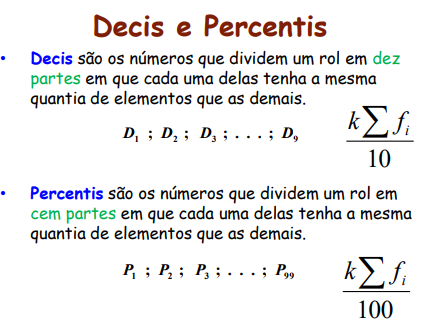 Decis e Percentis
• Decis são os números que dividem um rol em dez
partes em que cada uma delas tenha a mesma
quantia de elementos que as demais.
D₁ ; D₂ ; D₃ ; . . . ; D₉
k∑fᵢ
10
• Percentis são os números que dividem um rol em
cem partes em que cada uma delas tenha a mesma
quantia de elementos que as demais.
P₁ ; P₂ ; P₃ ; . . . ; P₉₉
k∑fᵢ
100